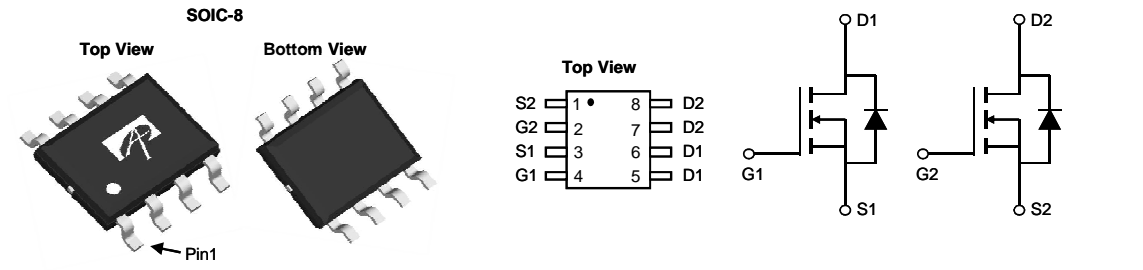 SOIC-8
Top View
Bottom View
Pin1
Top View
S2 1 8 D2
G2 2 7 D2
S1 3 6 D1
G1 4 5 D1
D1
G1
S1
D2
G2
S2